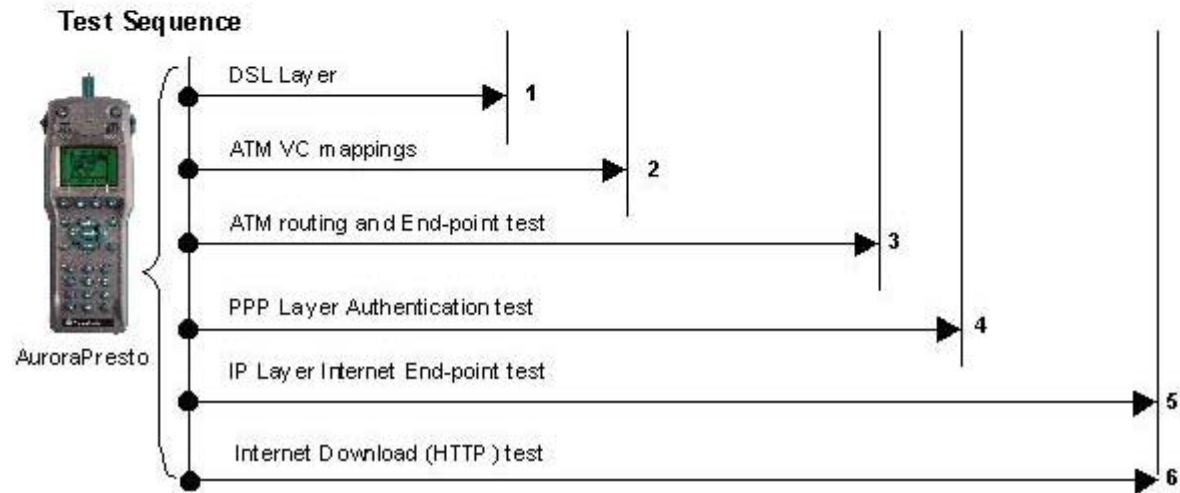 Test Sequence
DSL Layer
1
ATM VC mappings
2
ATM routing and End-point test
3
PPP Layer Authentication test
4
AuroraPresto
IP Layer Internet End-point test
5
Internet Download (HTTP) test
6